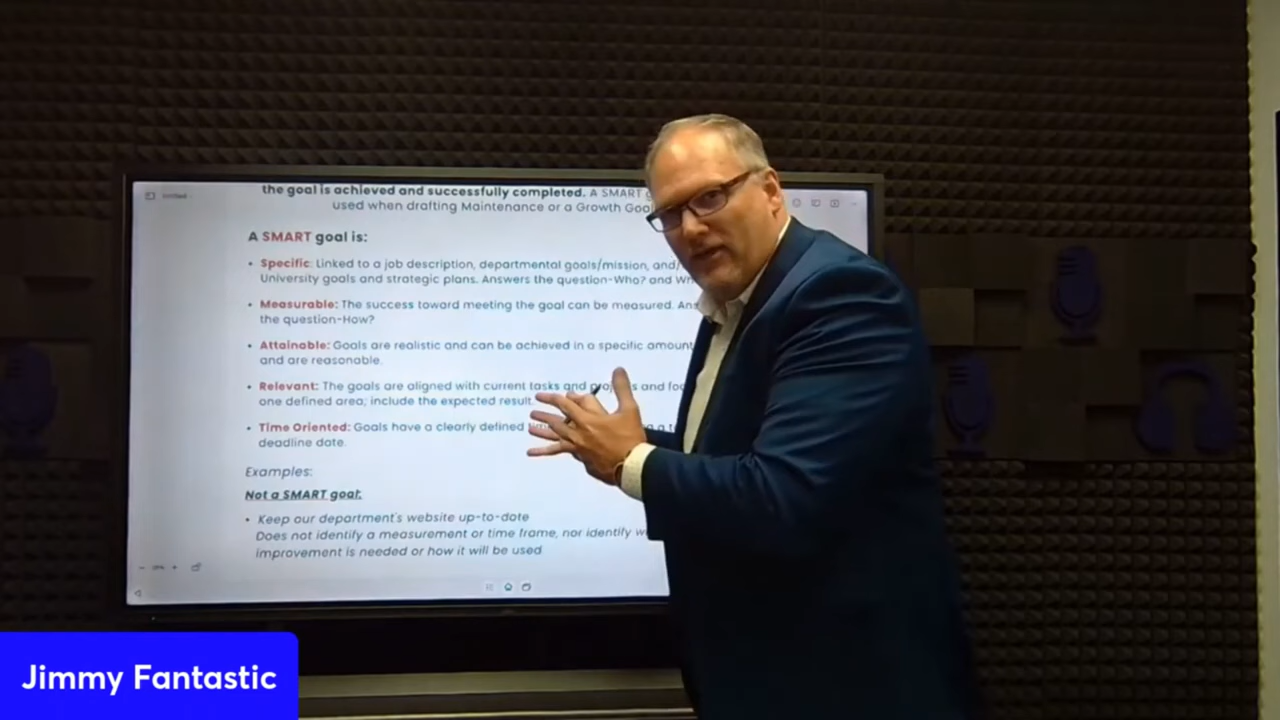 Untitled
the goal is achieved and successfully completed. A SMART
used when drafting Maintenance or a Growth Goal
A SMART goal is:
• Specific: Linked to a job description, departmental goals/mission, and/
University goals and strategic plans. Answers the question-Who? and
• Measurable: The success toward meeting the goal can be measured.
the question-How?
• Attainable: Goals are realistic and can be achieved in a specific amount
and are reasonable.
• Relevant: The goals are aligned with current tasks and and
one defined area; include the expected result.
• Time Oriented: Goals have a clearly defined
deadline date.
Examples:
Not a SMART goal:
• Keep our department's website up-to-date
Does not identify a measurement or time frame, nor identify
improvement is needed or how it will be used
Jimmy Fantastic